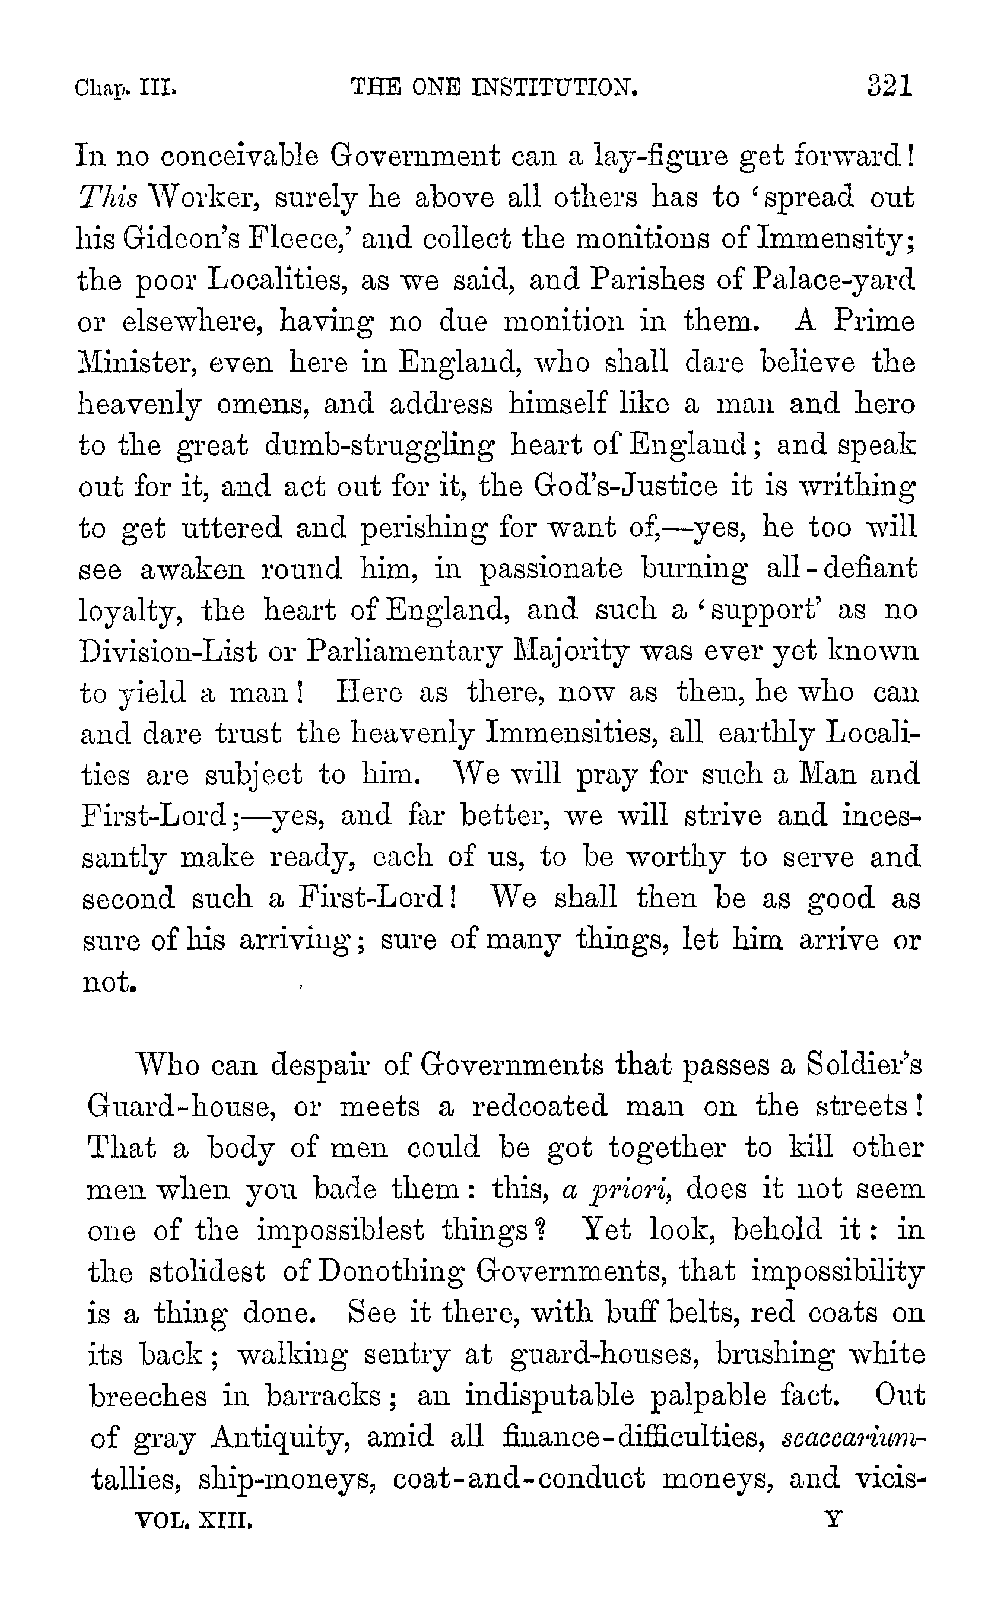 Chap. III. THE ONE INSTITUTION. 321
In no conceivable Government can a lay-figure get forward!
This Worker, surely he above all others has to ‘spread out
his Gideon’s Fleece,’ and collect the monitions of Immensity;
the poor Localities, as we said, and Parishes of Palace-yard
or elsewhere, having no due monition in them. A Prime
Minister, even here in England, who shall dare believe the
heavenly omens, and address himself like a man and hero
to the great dumb-struggling heart of England; and speak
out for it, and act out for it, the God’s-Justice it is writhing
to get uttered and perishing for want of,—yes, he too will
see awaken round him, in passionate burning all-defiant
loyalty, the heart of England, and such a ‘support’ as no
Division-List or Parliamentary Majority was ever yet known
to yield a man! Here as there, now as then, he who can
and dare trust the heavenly Immensities, all earthly Locali-
ties are subject to him. We will pray for such a Man and
First-Lord;—yes, and far better, we will strive and inces-
santly make ready, each of us, to be worthy to serve and
second such a First-Lord! We shall then be as good as
sure of his arriving; sure of many things, let him arrive or
not.
Who can despair of Governments that passes a Soldier’s
Guard-house, or meets a redcoated man on the streets!
That a body of men could be got together to kill other
men when you bade them: this, a priori, does it not seem
one of the impossiblest things? Yet look, behold it: in
the stolidest of Donothing Governments, that impossibility
is a thing done. See it there, with buff belts, red coats on
its back; walking sentry at guard-houses, brushing white
breeches in barracks; an indisputable palpable fact. Out
of gray Antiquity, amid all finance-difficulties, scaccarium-
tallies, ship-moneys, coat-and-conduct moneys, and vicis-
VOL. XIII. Y